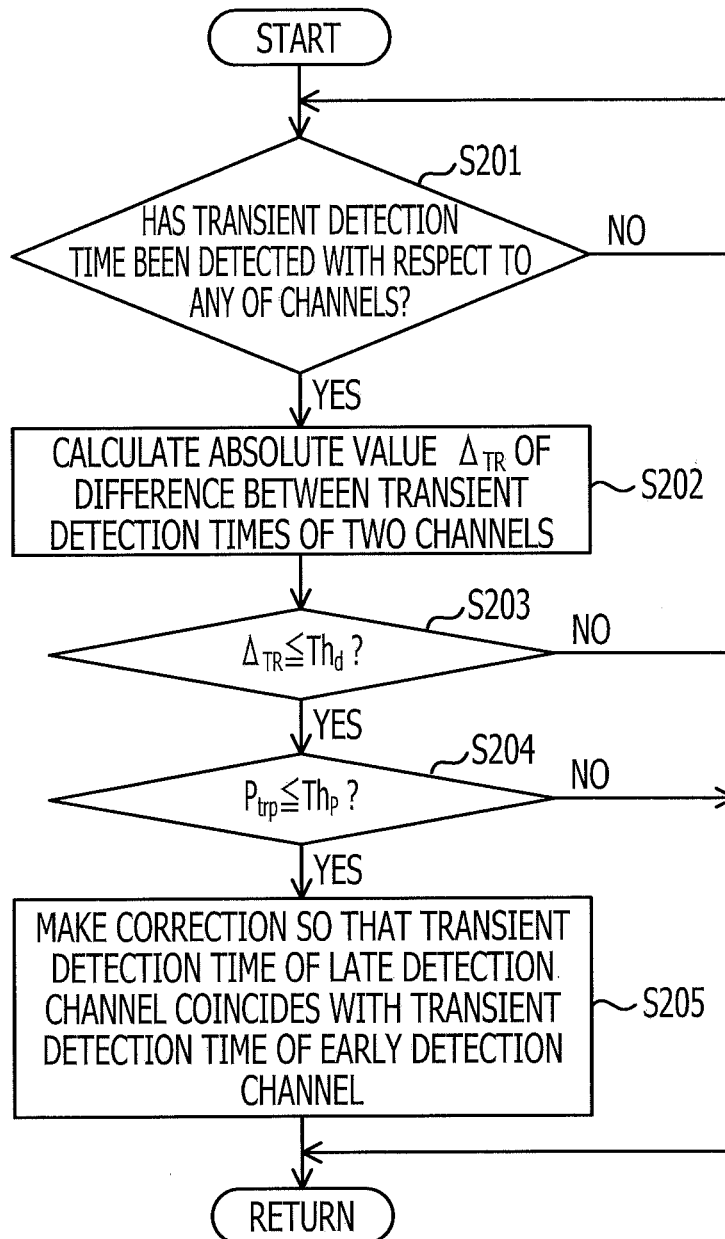 START
S201
HAS TRANSIENT DETECTION
TIME BEEN DETECTED WITH RESPECT TO
ANY OF CHANNELS?
NO
YES
CALCULATE ABSOLUTE VALUE Δ_TR OF
DIFFERENCE BETWEEN TRANSIENT
DETECTION TIMES OF TWO CHANNELS
S202
S203
Δ_TR≦Th_d ?
NO
YES
S204
P_trp≦Th_P ?
NO
YES
MAKE CORRECTION SO THAT TRANSIENT
DETECTION TIME OF LATE DETECTION
CHANNEL COINCIDES WITH TRANSIENT
DETECTION TIME OF EARLY DETECTION
CHANNEL
S205
RETURN